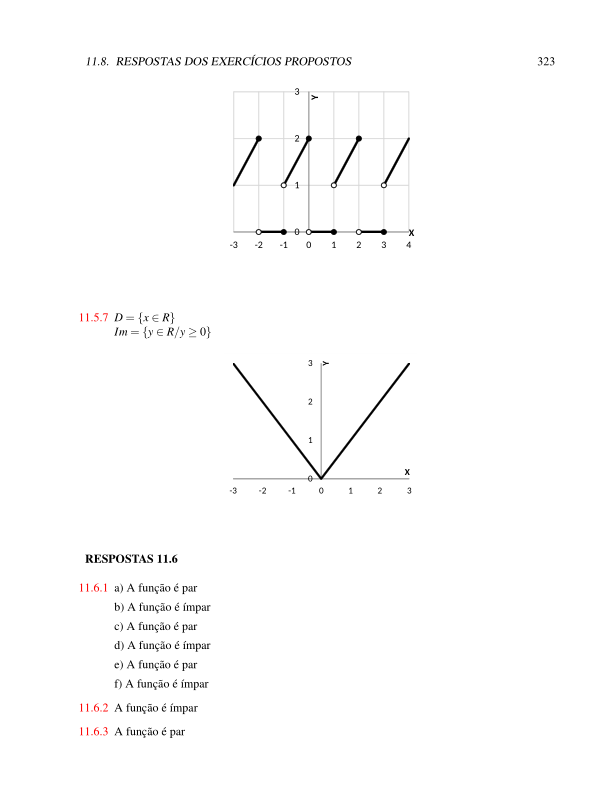 11.8. RESPOSTAS DOS EXERCÍCIOS PROPOSTOS 323
3
Y
2
1
0
X
-3 -2 -1 0 1 2 3 4
11.5.7 D = {x ∈ R}
Im = {y ∈ R/y ≥ 0}
3
Y
2
1
0
X
-3 -2 -1 0 1 2 3
RESPOSTAS 11.6
11.6.1 a) A função é par
b) A função é ímpar
c) A função é par
d) A função é ímpar
e) A função é par
f) A função é ímpar
11.6.2 A função é ímpar
11.6.3 A função é par